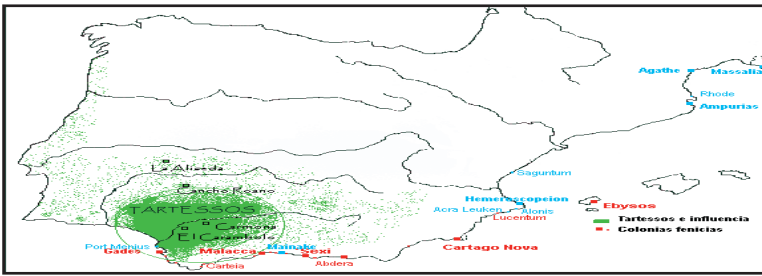 Agathe
Massalia
Rhode
Ampurias
La Aliseda
Cancho Roano
Saguntum
Hemerascopeion
Ebysos
Acra Leuken
Alonis
TARTESSOS
Lucentum
Tartessos e influencia
Carmona
Colonias fenicias
El Carambolo
Port Menius
Gades
Malacca
Mainake
Sexi
Cartago Nova
Abdera
Carteia